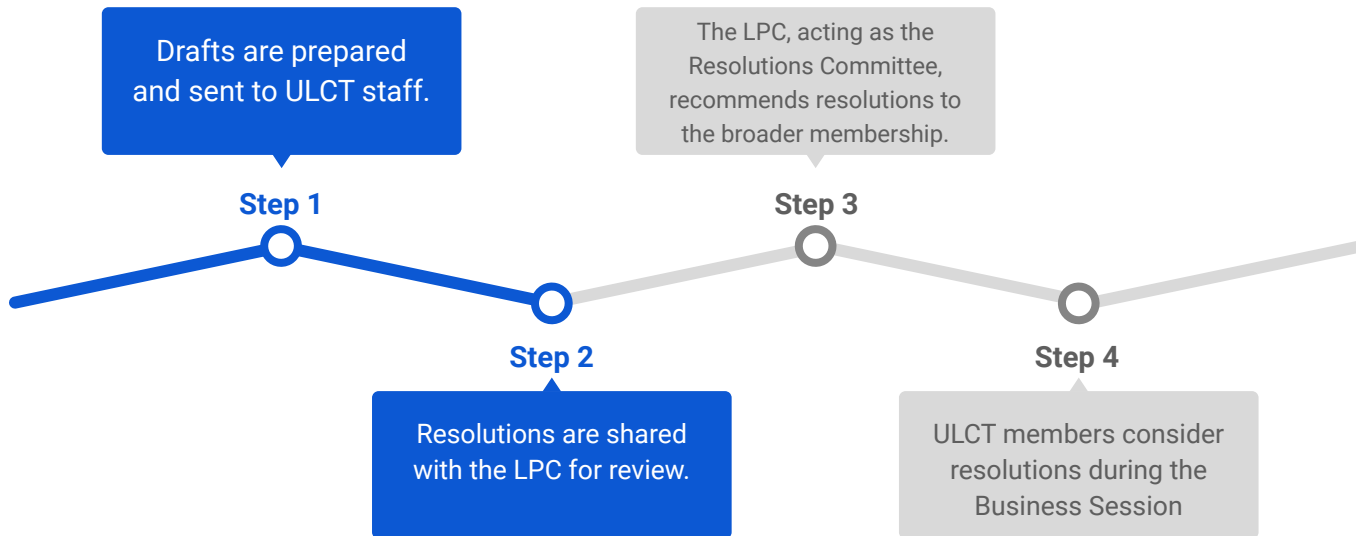 Drafts are prepared
and sent to ULCT staff.
Step 1
Step 2
Resolutions are shared
with the LPC for review.
The LPC, acting as the
Resolutions Committee,
recommends resolutions to
the broader membership.
Step 3
Step 4
ULCT members consider
resolutions during the
Business Session